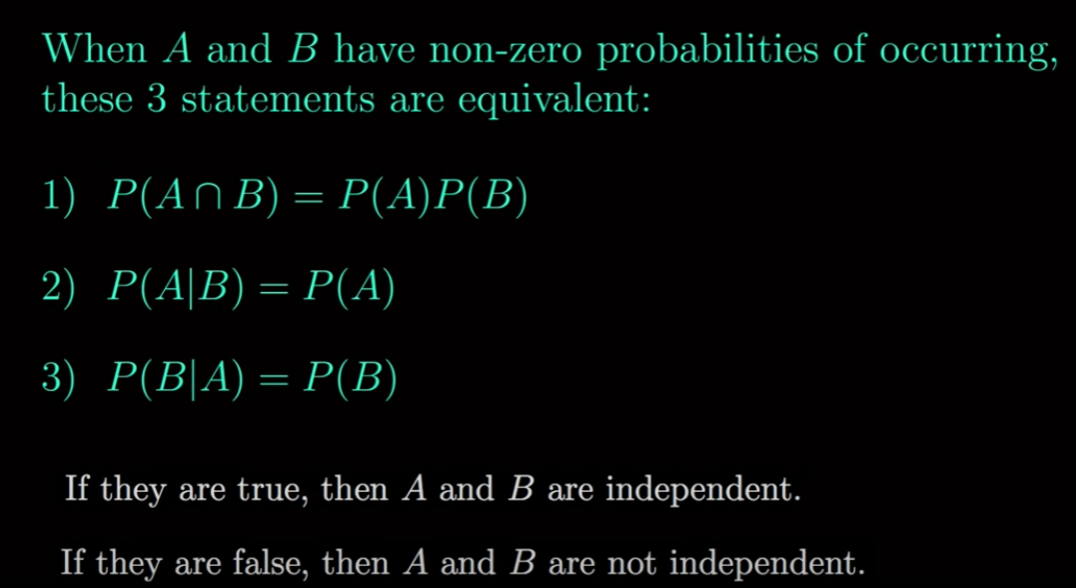 When A and B have non-zero probabilities of occurring,
these 3 statements are equivalent:
1) P(A ∩ B) = P(A)P(B)
2) P(A|B) = P(A)
3) P(B|A) = P(B)
If they are true, then A and B are independent.
If they are false, then A and B are not independent.